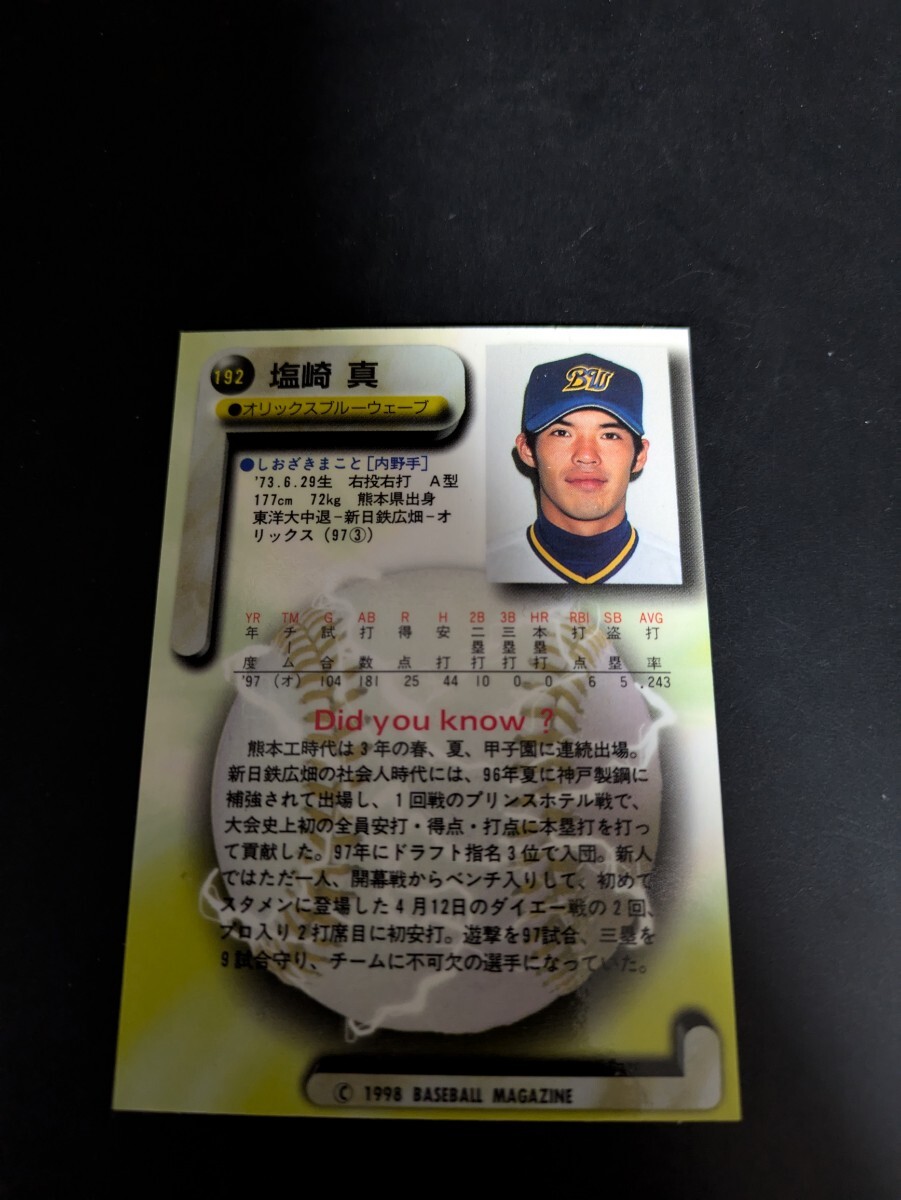 192 塩崎 真
●オリックスブルーウェーブ
BW
●しおざきまこと[内野手]
'73.6.29生 右投右打 A型
177cm 72kg 熊本県出身
東洋大中退－新日鉄広畑－オ
リックス(97③)
YR TM G AB R H 2B 3B HR RBI SB AVG
年度 チーム 試合 打数 得点 安打 二塁打 三塁打 本塁打 打点 盗塁 打率
'97 (オ) 104 181 25 44 10 0 0 6 5 .243
Did you know ?
熊本工時代は3年の春、夏、甲子園に連続出場。
新日鉄広畑の社会人時代には、96年夏に神戸製鋼に
補強されて出場し、1回戦のプリンスホテル戦で、
大会史上初の全員安打・得点・打点に本塁打を打っ
て貢献した。97年にドラフト指名3位で入団。新人
ではただ一人、開幕戦からベンチ入りして、初めて
スタメンに登場した4月12日のダイエー戦の2回、
プロ入り2打席目に初安打。遊撃を97試合、三塁を
9試合守り、チームに不可欠の選手になっていた。
© 1998 BASEBALL MAGAZINE